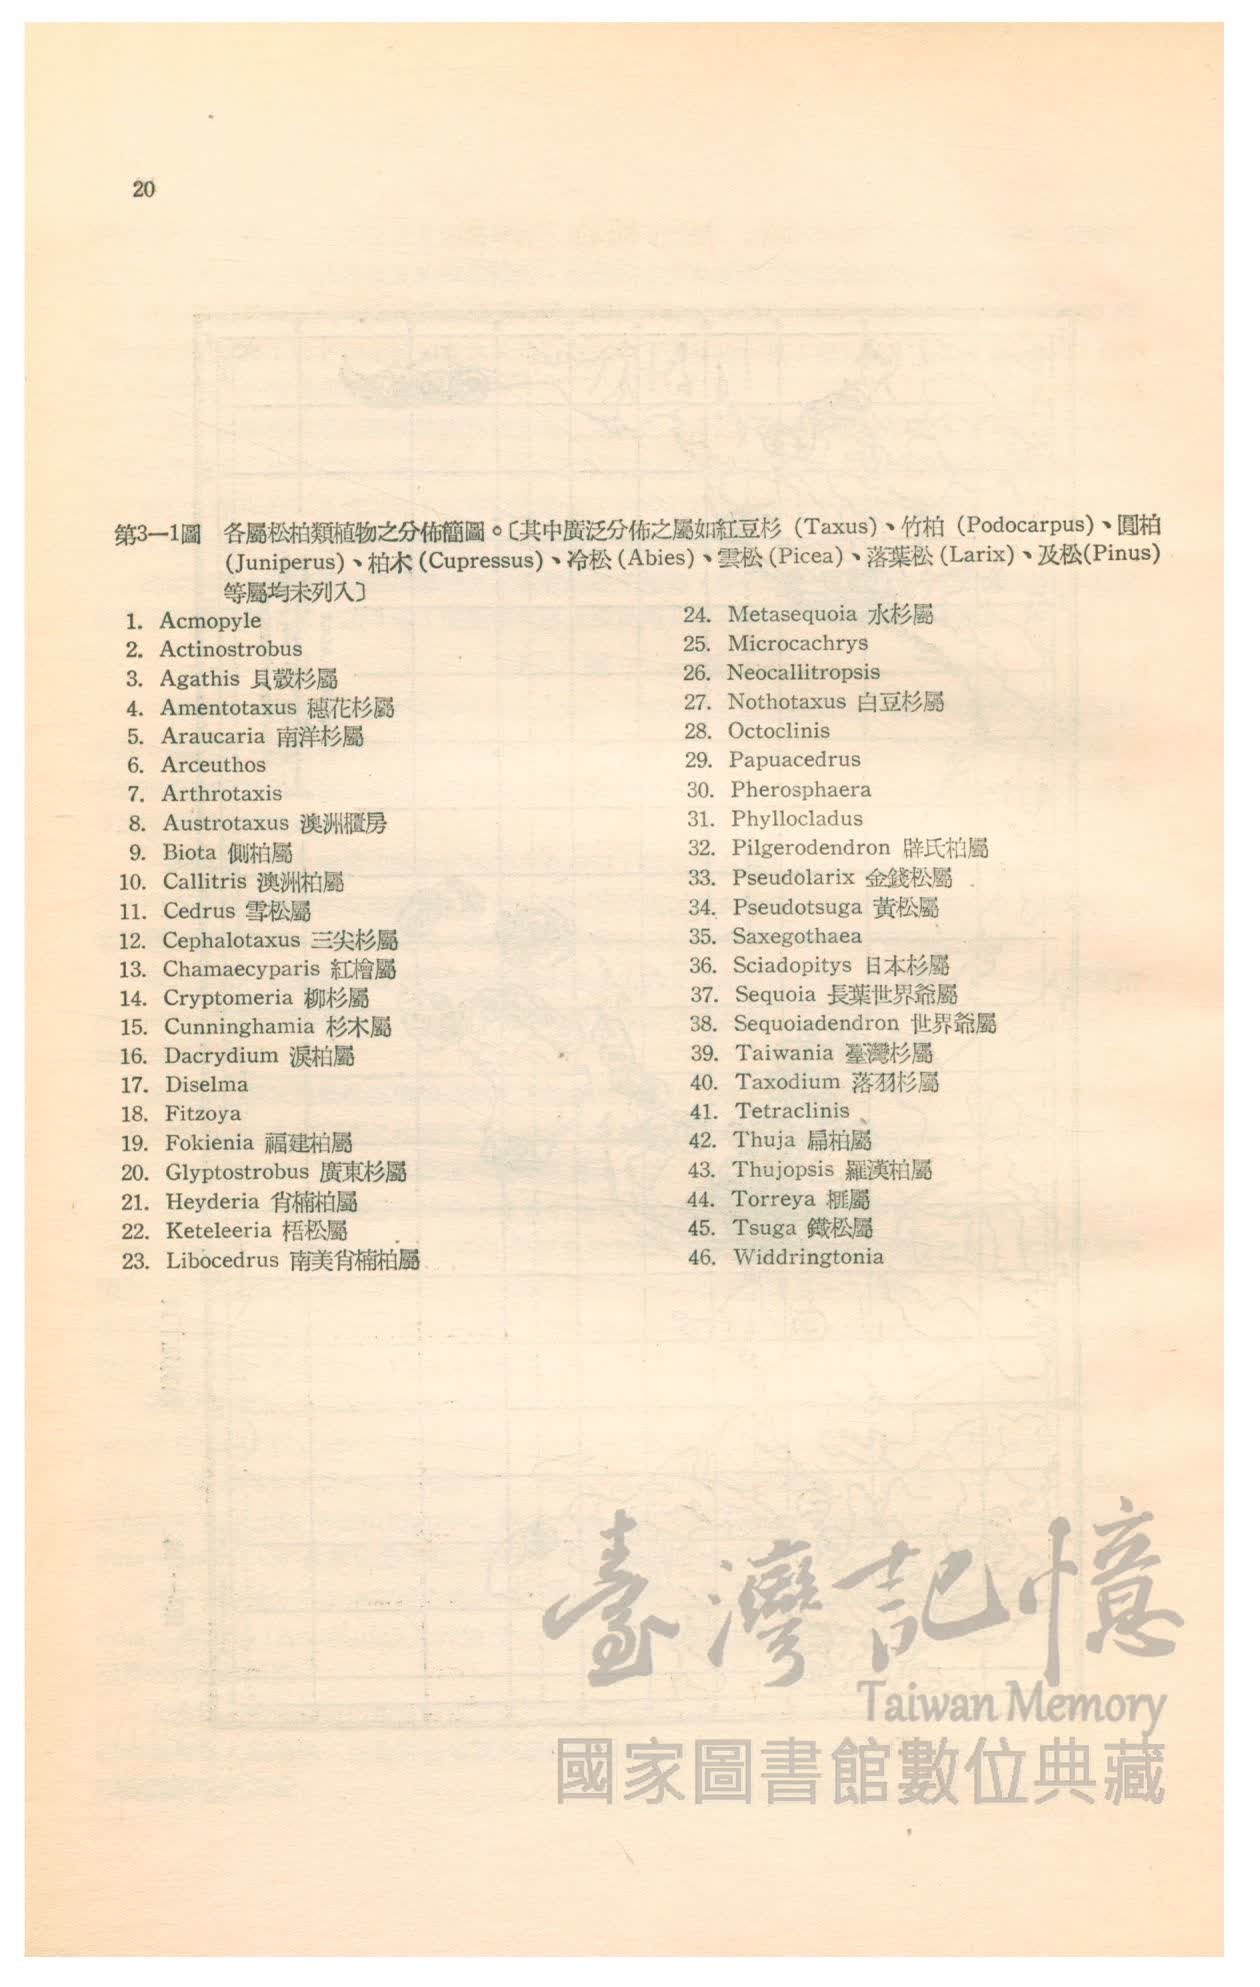 20
第3—1圖 各屬松柏類植物之分佈簡圖。〔其中廣泛分佈之屬如紅豆杉 (Taxus)、竹柏 (Podocarpus)、圓柏
(Juniperus)、柏木 (Cupressus)、冷松 (Abies)、雲松 (Picea)、落葉松 (Larix)、及松(Pinus)
等屬均未列入〕
1. Acmopyle
2. Actinostrobus
3. Agathis 貝殼杉屬
4. Amentotaxus 穗花杉屬
5. Araucaria 南洋杉屬
6. Arceuthos
7. Arthrotaxis
8. Austrotaxus 澳洲榧房
9. Biota 側柏屬
10. Callitris 澳洲柏屬
11. Cedrus 雪松屬
12. Cephalotaxus 三尖杉屬
13. Chamaecyparis 紅檜屬
14. Cryptomeria 柳杉屬
15. Cunninghamia 杉木屬
16. Dacrydium 淚柏屬
17. Diselma
18. Fitzoya
19. Fokienia 福建柏屬
20. Glyptostrobus 廣東杉屬
21. Heyderia 肖楠柏屬
22. Keteleeria 梧松屬
23. Libocedrus 南美肖楠柏屬
24. Metasequoia 水杉屬
25. Microcachrys
26. Neocallitropsis
27. Nothotaxus 白豆杉屬
28. Octoclinis
29. Papuacedrus
30. Pherosphaera
31. Phyllocladus
32. Pilgerodendron 辟氏柏屬
33. Pseudolarix 金錢松屬
34. Pseudotsuga 黃松屬
35. Saxegothaea
36. Sciadopitys 日本杉屬
37. Sequoia 長葉世界爺屬
38. Sequoiadendron 世界爺屬
39. Taiwania 臺灣杉屬
40. Taxodium 落羽杉屬
41. Tetraclinis
42. Thuja 扁柏屬
43. Thujopsis 羅漢柏屬
44. Torreya 榧屬
45. Tsuga 鐵松屬
46. Widdringtonia
臺灣記憶
Taiwan Memory
國家圖書館數位典藏